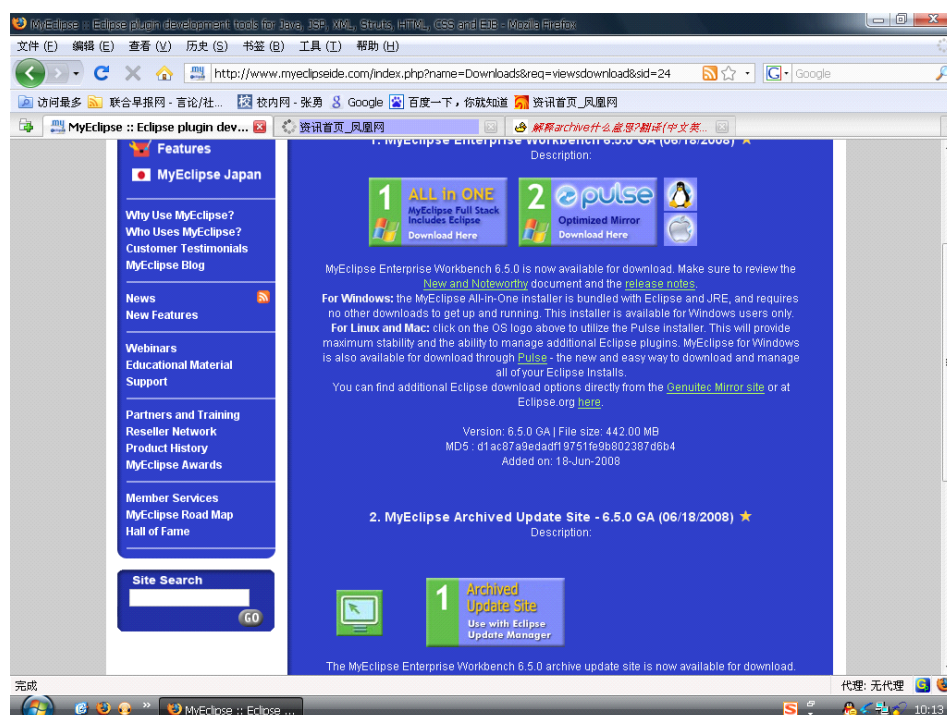 MyEclipse :: Eclipse plugin development tools for Java, JSP, XML, Struts, HTML, CSS and EJB - Mozilla Firefox
文件(F) 编辑(E) 查看(V) 历史(S) 书签(B) 工具(T) 帮助(H)
http://www.myeclipseide.com/index.php?name=Downloads&req=viewsdownload&sid=24
Google
访问最多 联合早报网 - 言论/社... 校内网 - 张勇 Google 百度一下，你就知道 资讯首页_凤凰网
MyEclipse :: Eclipse plugin dev... 资讯首页_凤凰网 解释archive什么意思?翻译(中文英...
Features
MyEclipse Japan
Why Use MyEclipse?
Who Uses MyEclipse?
Customer Testimonials
MyEclipse Blog
News
New Features
Webinars
Educational Material
Support
Partners and Training
Reseller Network
Product History
MyEclipse Awards
Member Services
MyEclipse Road Map
Hall of Fame
Site Search
GO
1. MyEclipse Enterprise Workbench 6.5.0 GA (06/18/2008)
Description:
1 ALL in ONE
MyEclipse Full Stack
Includes Eclipse
Download Here
2 pulse
Optimized Mirror
Download Here
MyEclipse Enterprise Workbench 6.5.0 is now available for download. Make sure to review the
New and Noteworthy document and the release notes.
For Windows: the MyEclipse All-in-One installer is bundled with Eclipse and JRE, and requires
no other downloads to get up and running. This installer is available for Windows users only.
For Linux and Mac: click on the OS logo above to utilize the Pulse installer. This will provide
maximum stability and the ability to manage additional Eclipse plugins. MyEclipse for Windows
is also available for download through Pulse - the new and easy way to download and manage
all of your Eclipse Installs.
You can find additional Eclipse download options directly from the Genuitec Mirror site or at
Eclipse.org here.
Version: 6.5.0 GA | File size: 442.00 MB
MD5 : d1ac87a9edadf19751fe9b802387d6b4
Added on: 18-Jun-2008
2. MyEclipse Archived Update Site - 6.5.0 GA (06/18/2008)
Description:
1 Archived
Update Site
Use with Eclipse
Update Manager
The MyEclipse Enterprise Workbench 6.5.0 archive update site is now available for download.
完成
代理: 无代理
MyEclipse :: Eclipse ...
10:13